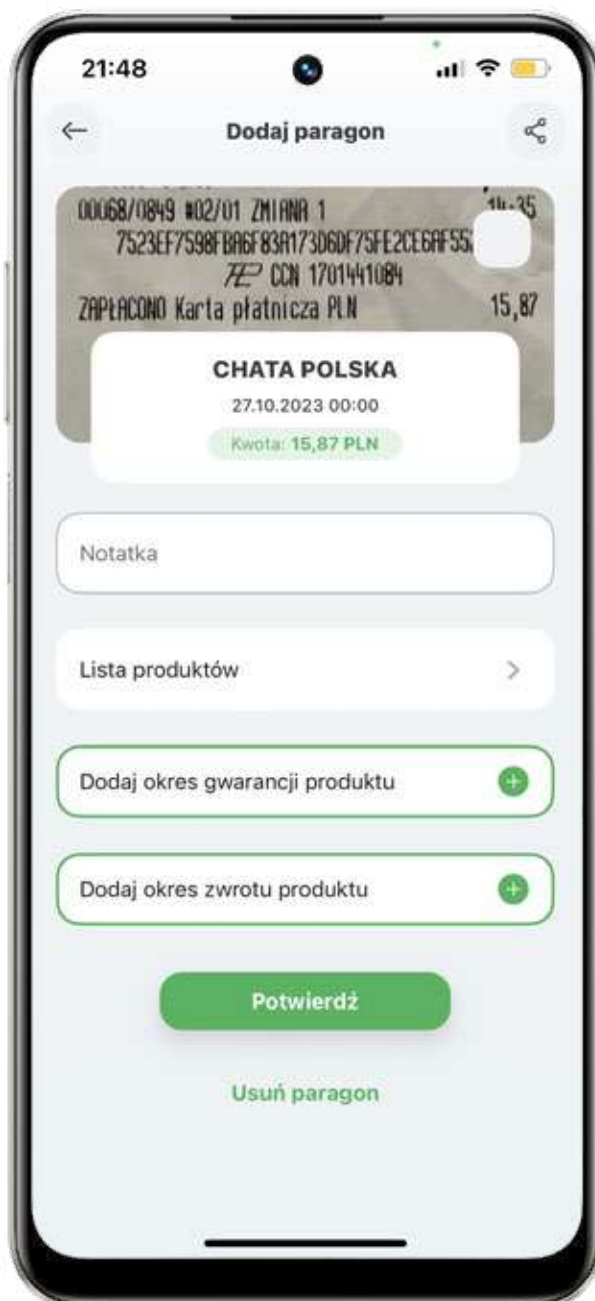 21:48
Dodaj paragon
00068/0849 #02/01 ZMIANA 1 14:35
7523EF7598FBA6F83A173D6DF75FE2CE6AF55
CCN 1701441084
ZAPŁACONO Karta płatnicza PLN 15,87
CHATA POLSKA
27.10.2023 00:00
Kwota: 15,87 PLN
Notatka
Lista produktów
Dodaj okres gwarancji produktu
Dodaj okres zwrotu produktu
Potwierdź
Usuń paragon